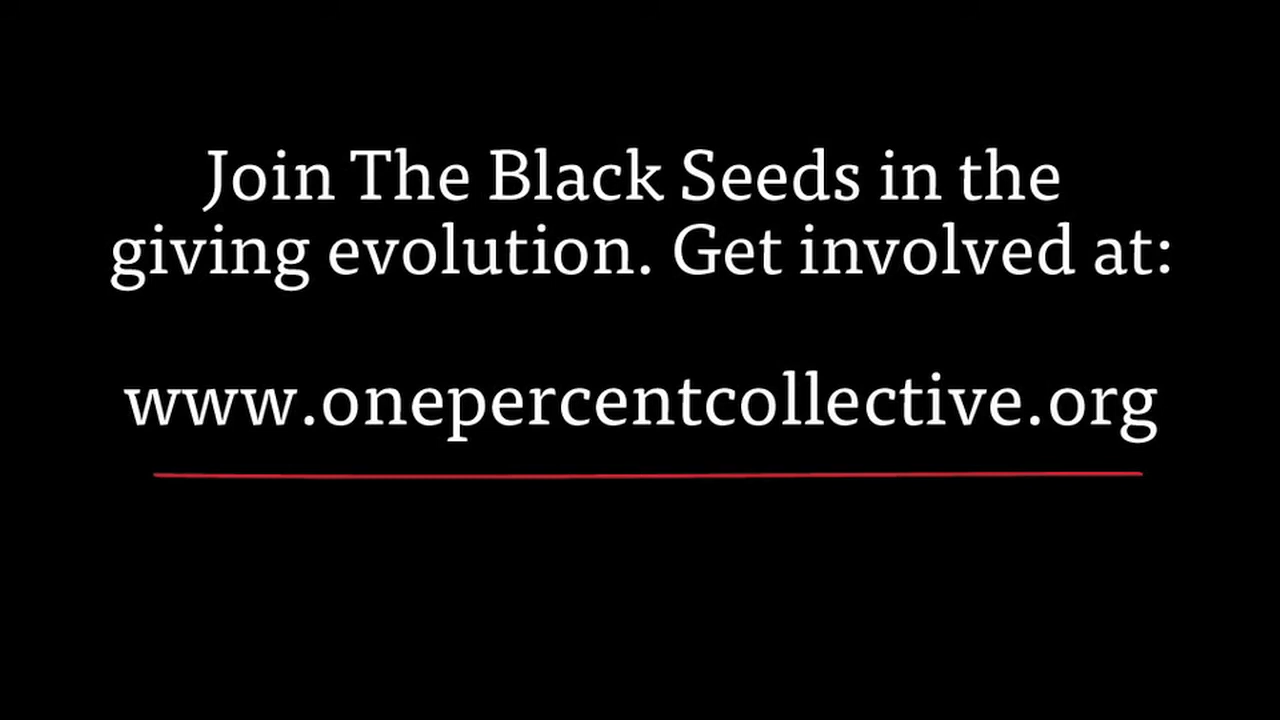 Join The Black Seeds in the
giving evolution. Get involved at:
www.onepercentcollective.org